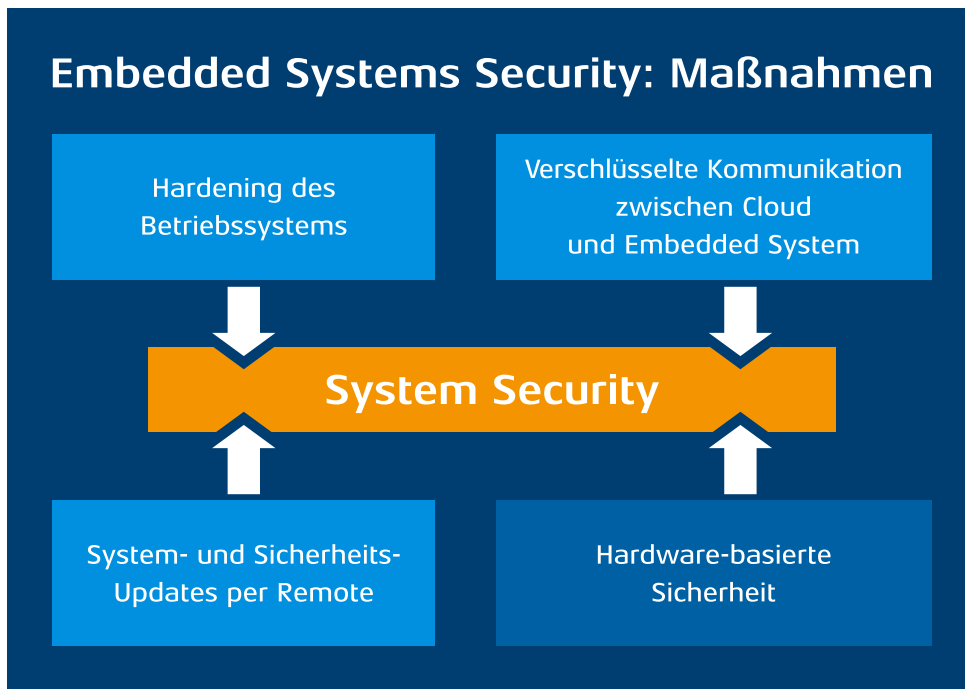 Embedded Systems Security: Maßnahmen
Hardening des
Betriebssystems
Verschlüsselte Kommunikation
zwischen Cloud
und Embedded System
System Security
System- und Sicherheits-
Updates per Remote
Hardware-basierte
Sicherheit